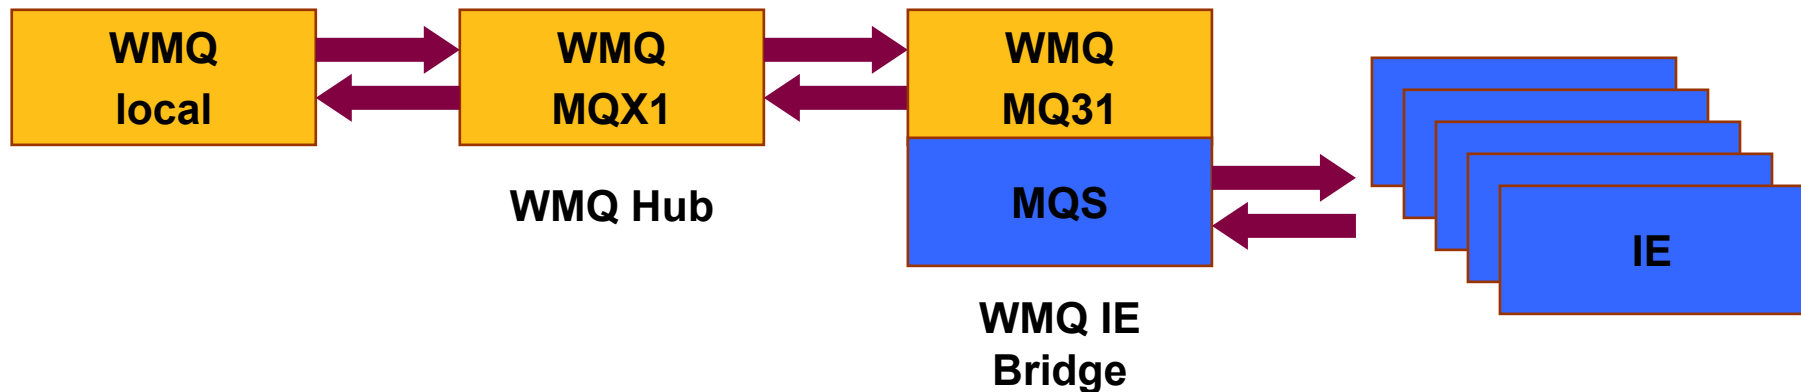 WMQ
local
WMQ
MQX1
WMQ Hub
WMQ
MQ31
MQS
WMQ IE
Bridge
IE